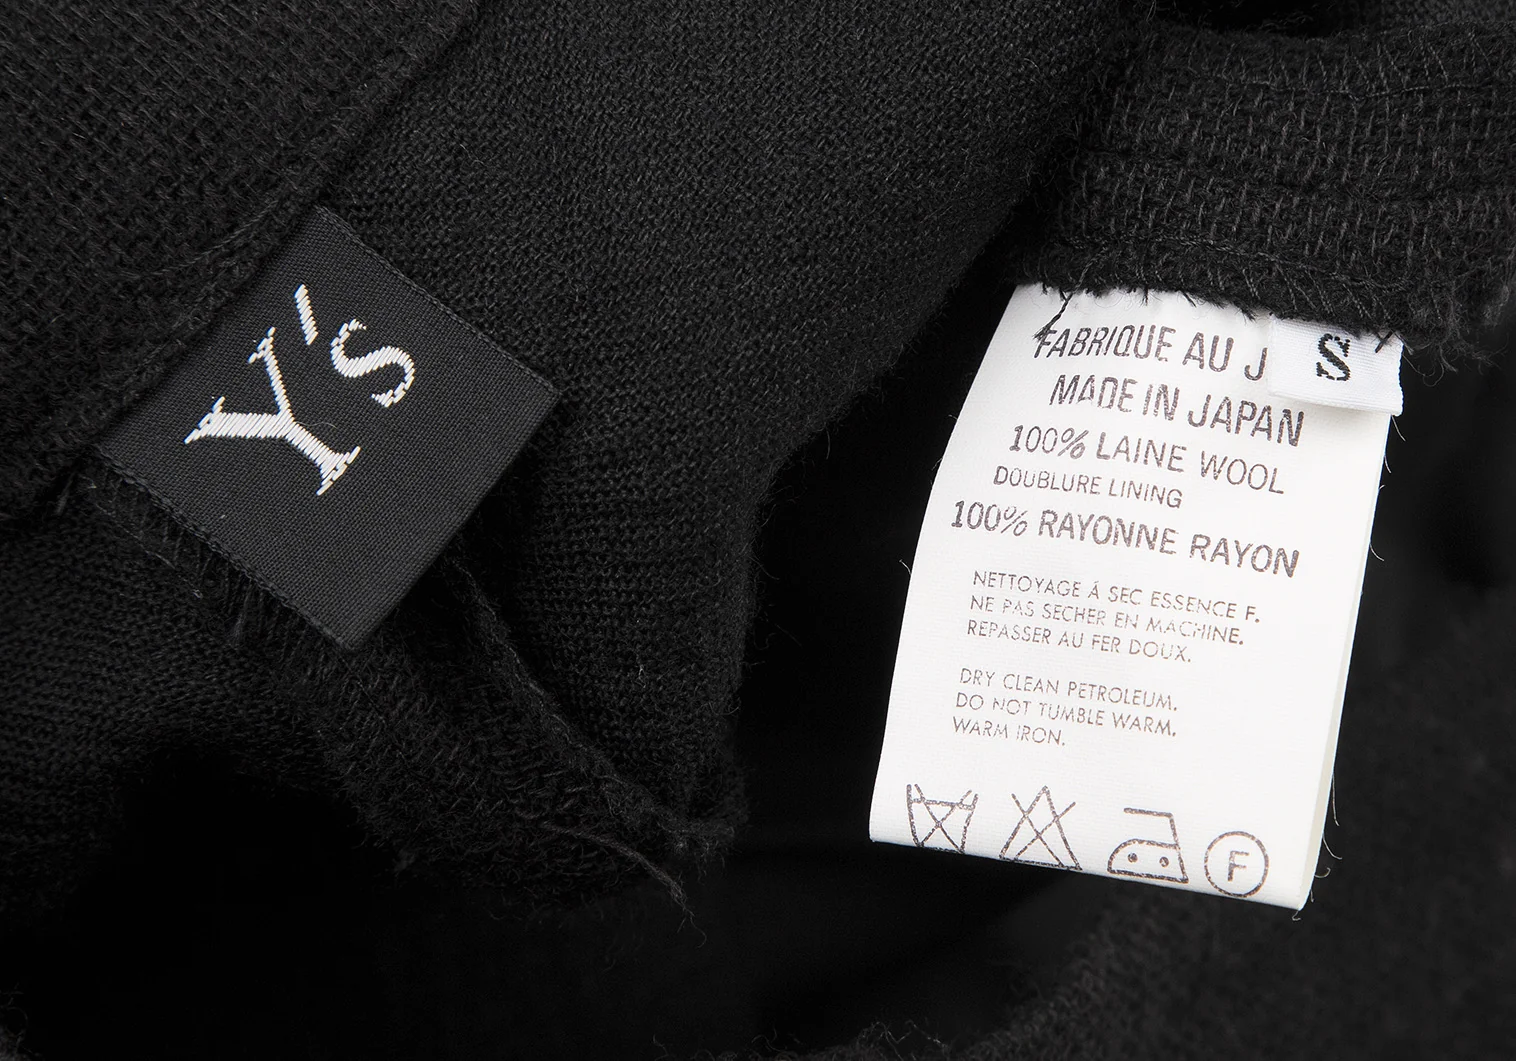 Y's
FABRIQUE AU J
S
MADE IN JAPAN
100% LAINE WOOL
DOUBLURE LINING
100% RAYONNE RAYON
NETTOYAGE Á SEC ESSENCE F.
NE PAS SECHER EN MACHINE.
REPASSER AU FER DOUX.
DRY CLEAN PETROLEUM.
DO NOT TUMBLE WARM.
WARM IRON.
F